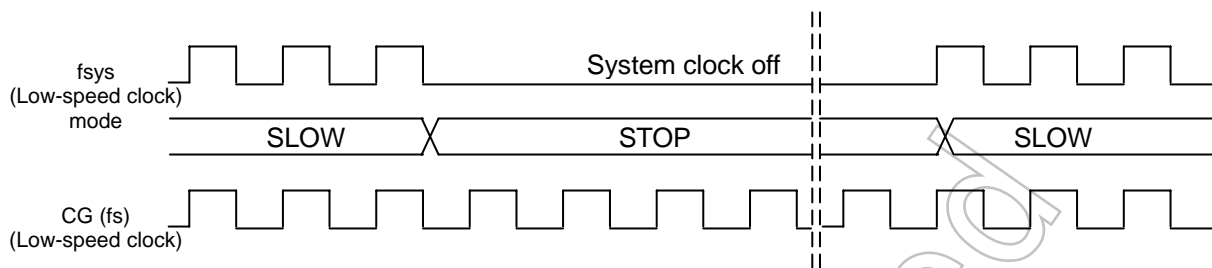 fsys
(Low-speed clock)
System clock off
mode
SLOW
STOP
SLOW
CG (fs)
(Low-speed clock)